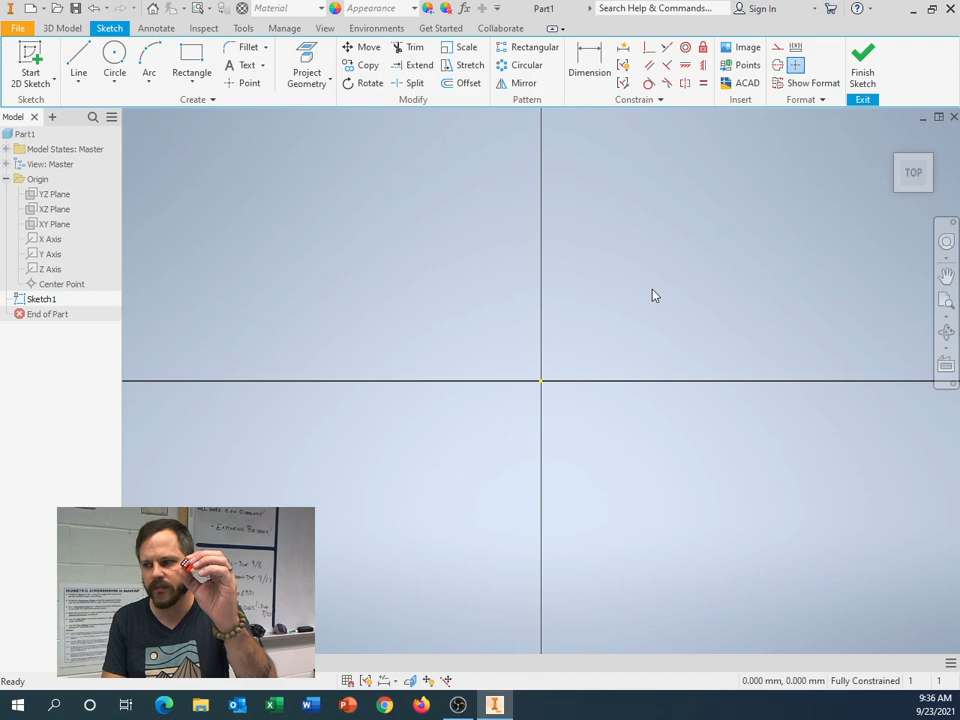 Material
Appearance
fx
Part1
Search Help & Commands...
Sign In
File
3D Model
Sketch
Annotate
Inspect
Tools
Manage
View
Environments
Get Started
Collaborate
Start
2D Sketch
Line
Circle
Arc
Rectangle
Fillet
Text
Point
Project
Geometry
Move
Copy
Rotate
Trim
Extend
Split
Scale
Stretch
Offset
Rectangular
Circular
Mirror
Dimension
Image
Points
ACAD
Show Format
Finish
Sketch
Sketch
Create
Modify
Pattern
Constrain
Insert
Format
Exit
Model
Part1
Model States: Master
View: Master
Origin
YZ Plane
XZ Plane
XY Plane
X Axis
Y Axis
Z Axis
Center Point
Sketch1
End of Part
TOP
ISOMETRIC DIMENSIONING in AutoCAD
Ready
0.000 mm, 0.000 mm
Fully Constrained
1
1
9:36 AM
9/23/2021